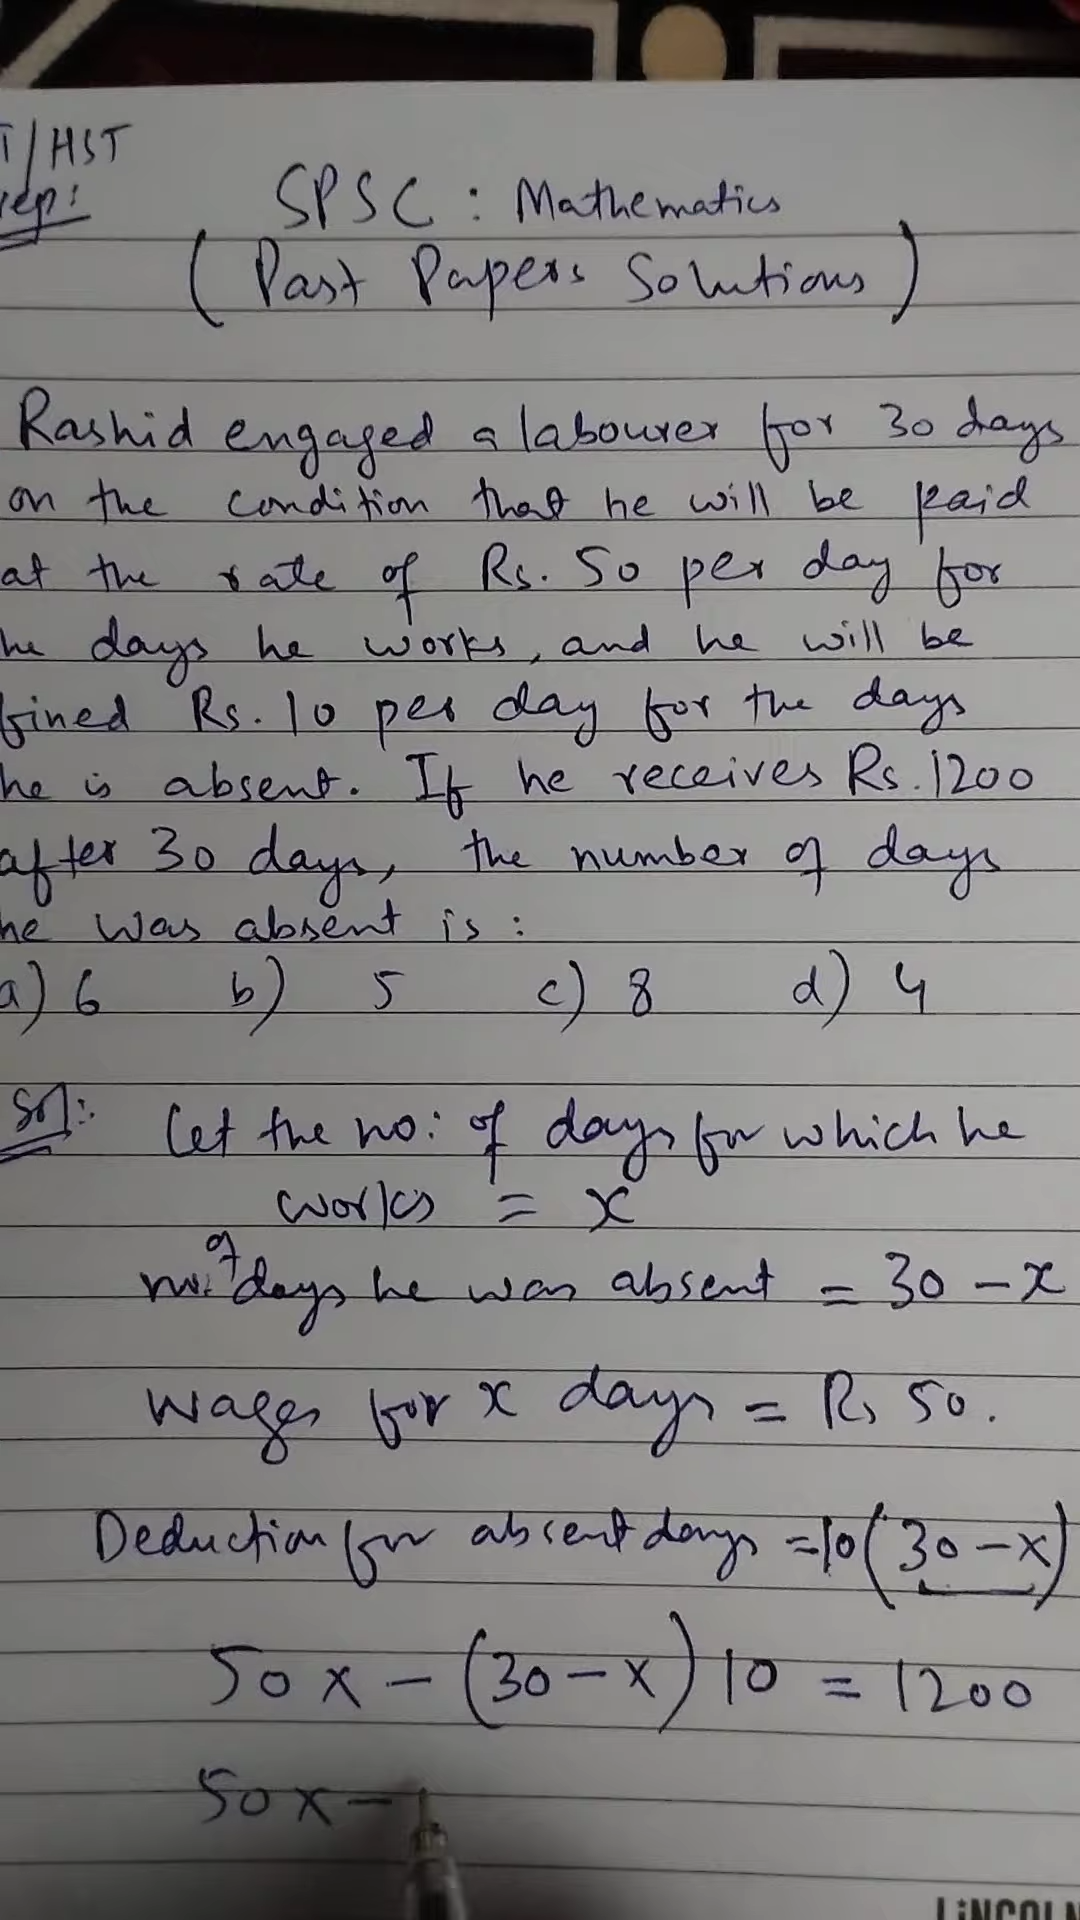 T/HST
rep:
SPSC : Mathematics
(Past Papers Solutions)
Rashid engaged a labourer for 30 days
on the condition that he will be paid
at the rate of Rs. 50 per day for
he days he works, and he will be
fined Rs. 10 per day for the days
he is absent. If he receives Rs. 1200
after 30 days, the number of days
he was absent is :
a) 6 b) 5 c) 8 d) 4
Sol:. Let the no: of days for which he
works = x
no: of days he was absent = 30 - x
Wages for x days = Rs 50.
Deduction for absent days = 10(30 - x)
50x - (30 - x) 10 = 1200
50x -
LiNCOLN